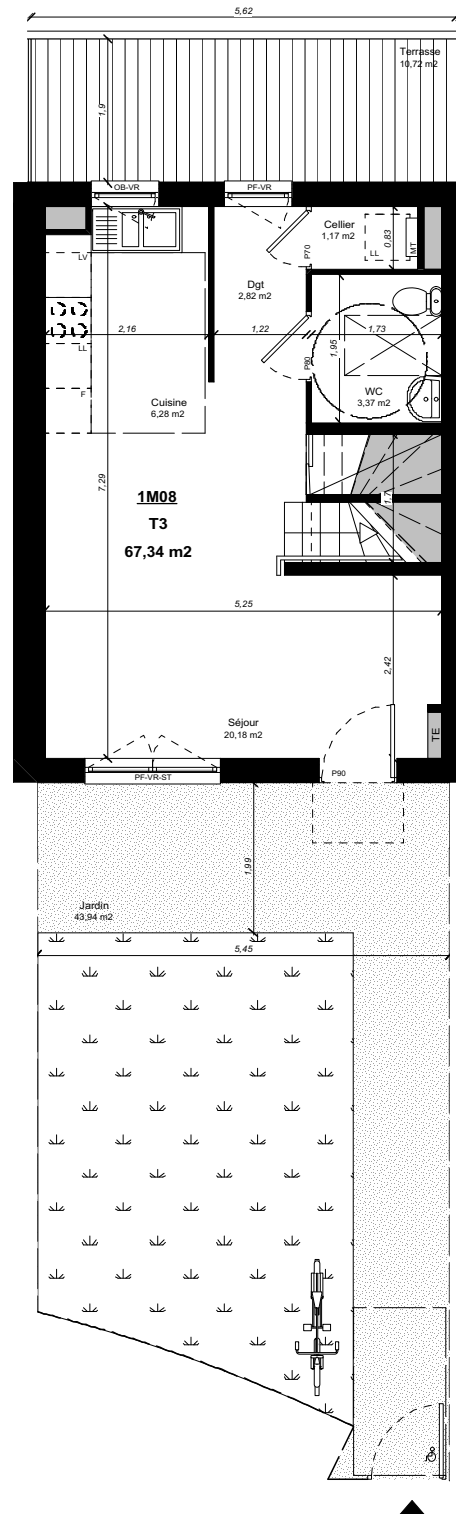 5,62
Terrasse
10,72 m2
1,9
OB-VR
PF-VR
Cellier
1,17 m2
0,83
LL
MT
P70
LV
Dgt
2,82 m2
2,16
1,22
1,73
1,95
LL
P80
F
Cuisine
6,28 m2
WC
3,37 m2
7,29
1M08
T3
67,34 m2
1,7
5,25
2,42
Séjour
20,18 m2
TE
PF-VR-ST
P90
1,99
Jardin
43,94 m2
5,45